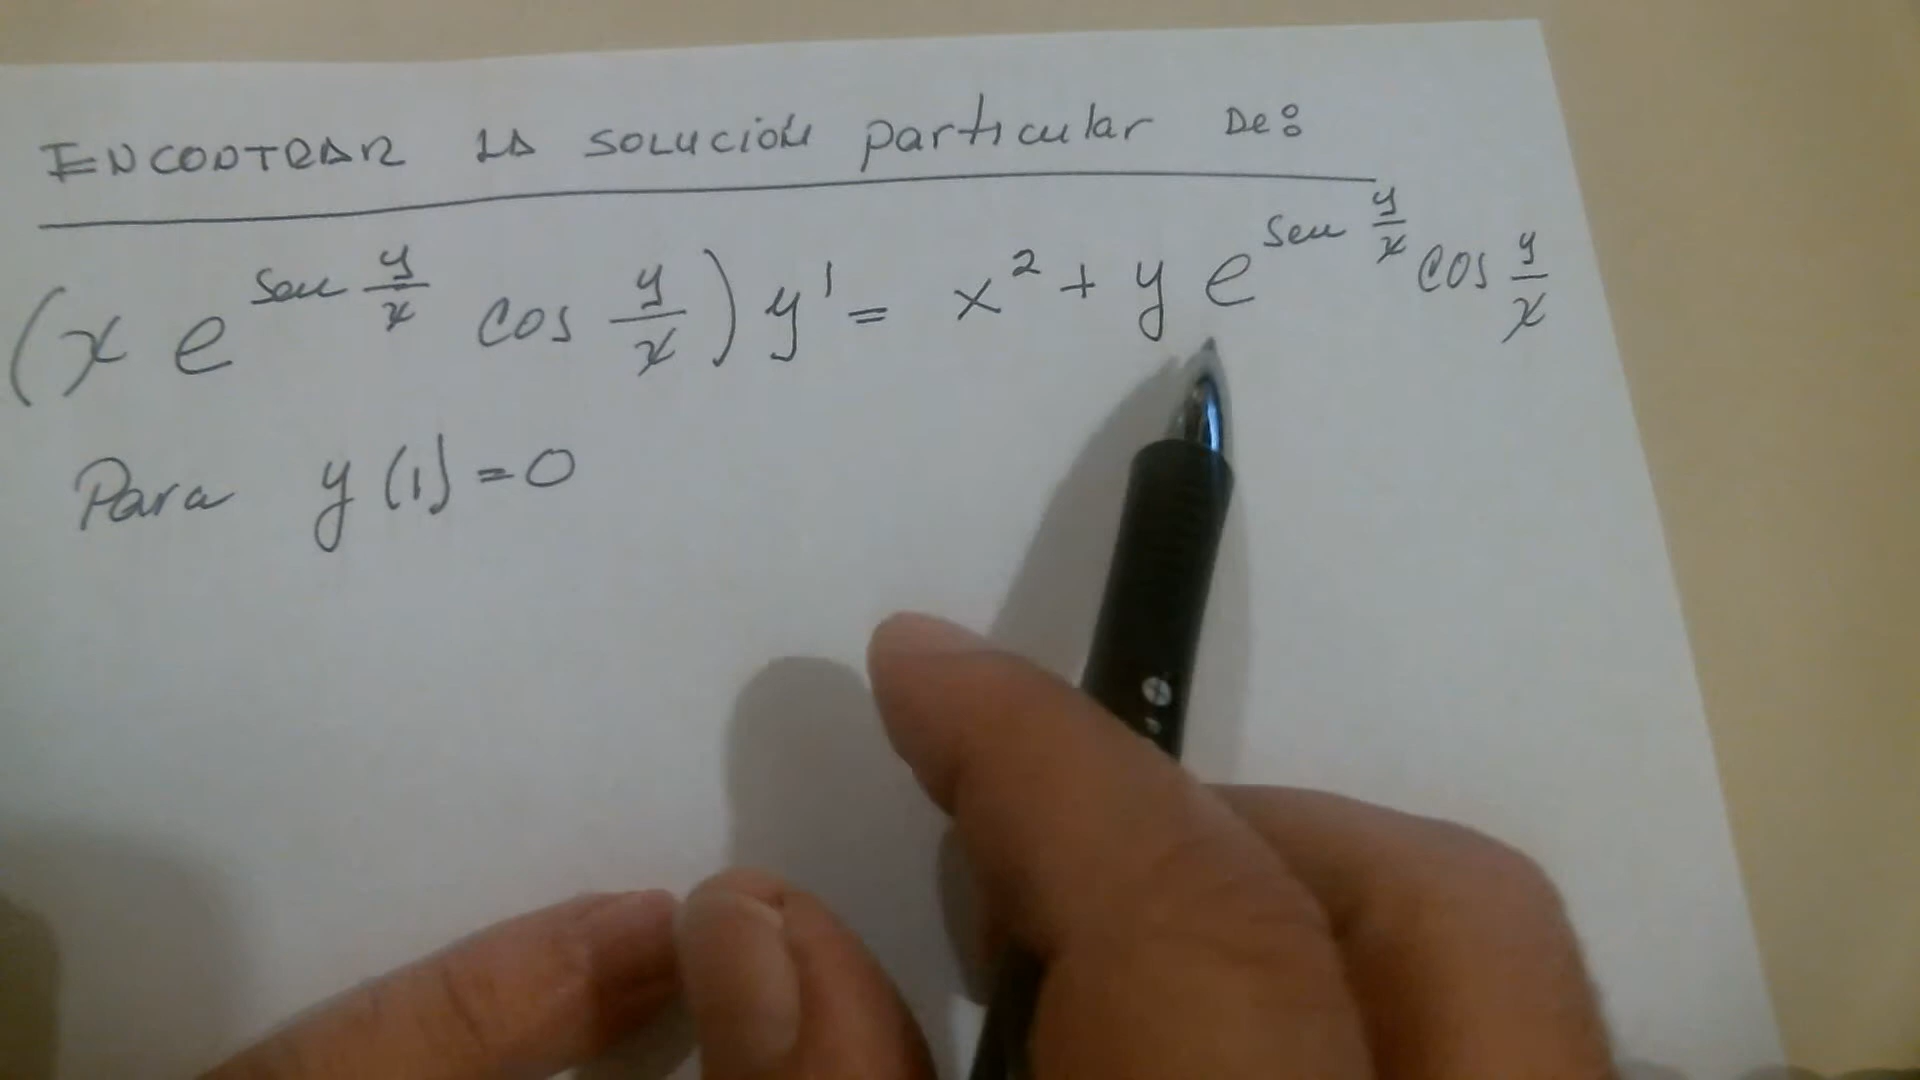 ENCONTRAR LA SOLUCIÓN particular De:
(x e^{sen y/x} cos y/x) y' = x² + y e^{sen y/x} cos y/x
Para y(1)=0